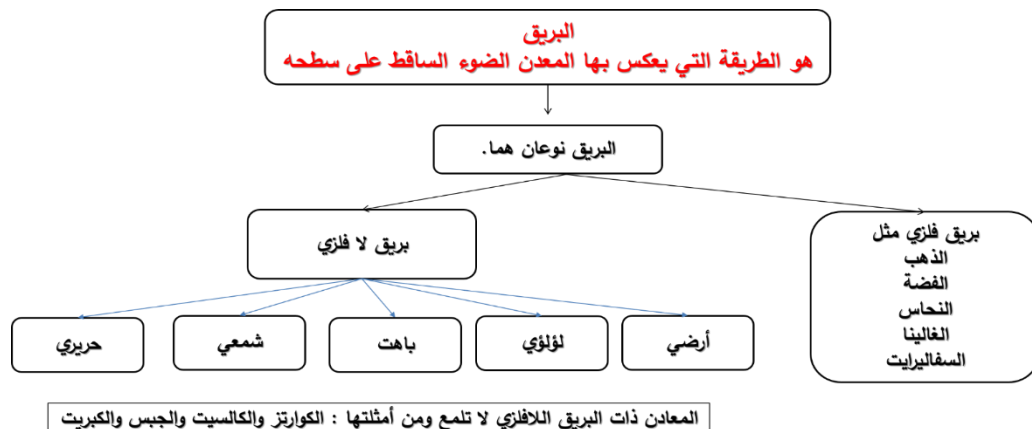 البريق
هو الطريقة التي يعكس بها المعدن الضوء الساقط على سطحه
البريق نوعان هما.
بريق فلزي مثل
الذهب
الفضة
النحاس
الغالينا
السفاليرايت
بريق لا فلزي
أرضي
لؤلؤي
باهت
شمعي
حريري
المعادن ذات البريق اللافلزي لا تلمع ومن أمثلتها : الكوارتز والكالسيت والجبس والكبريت